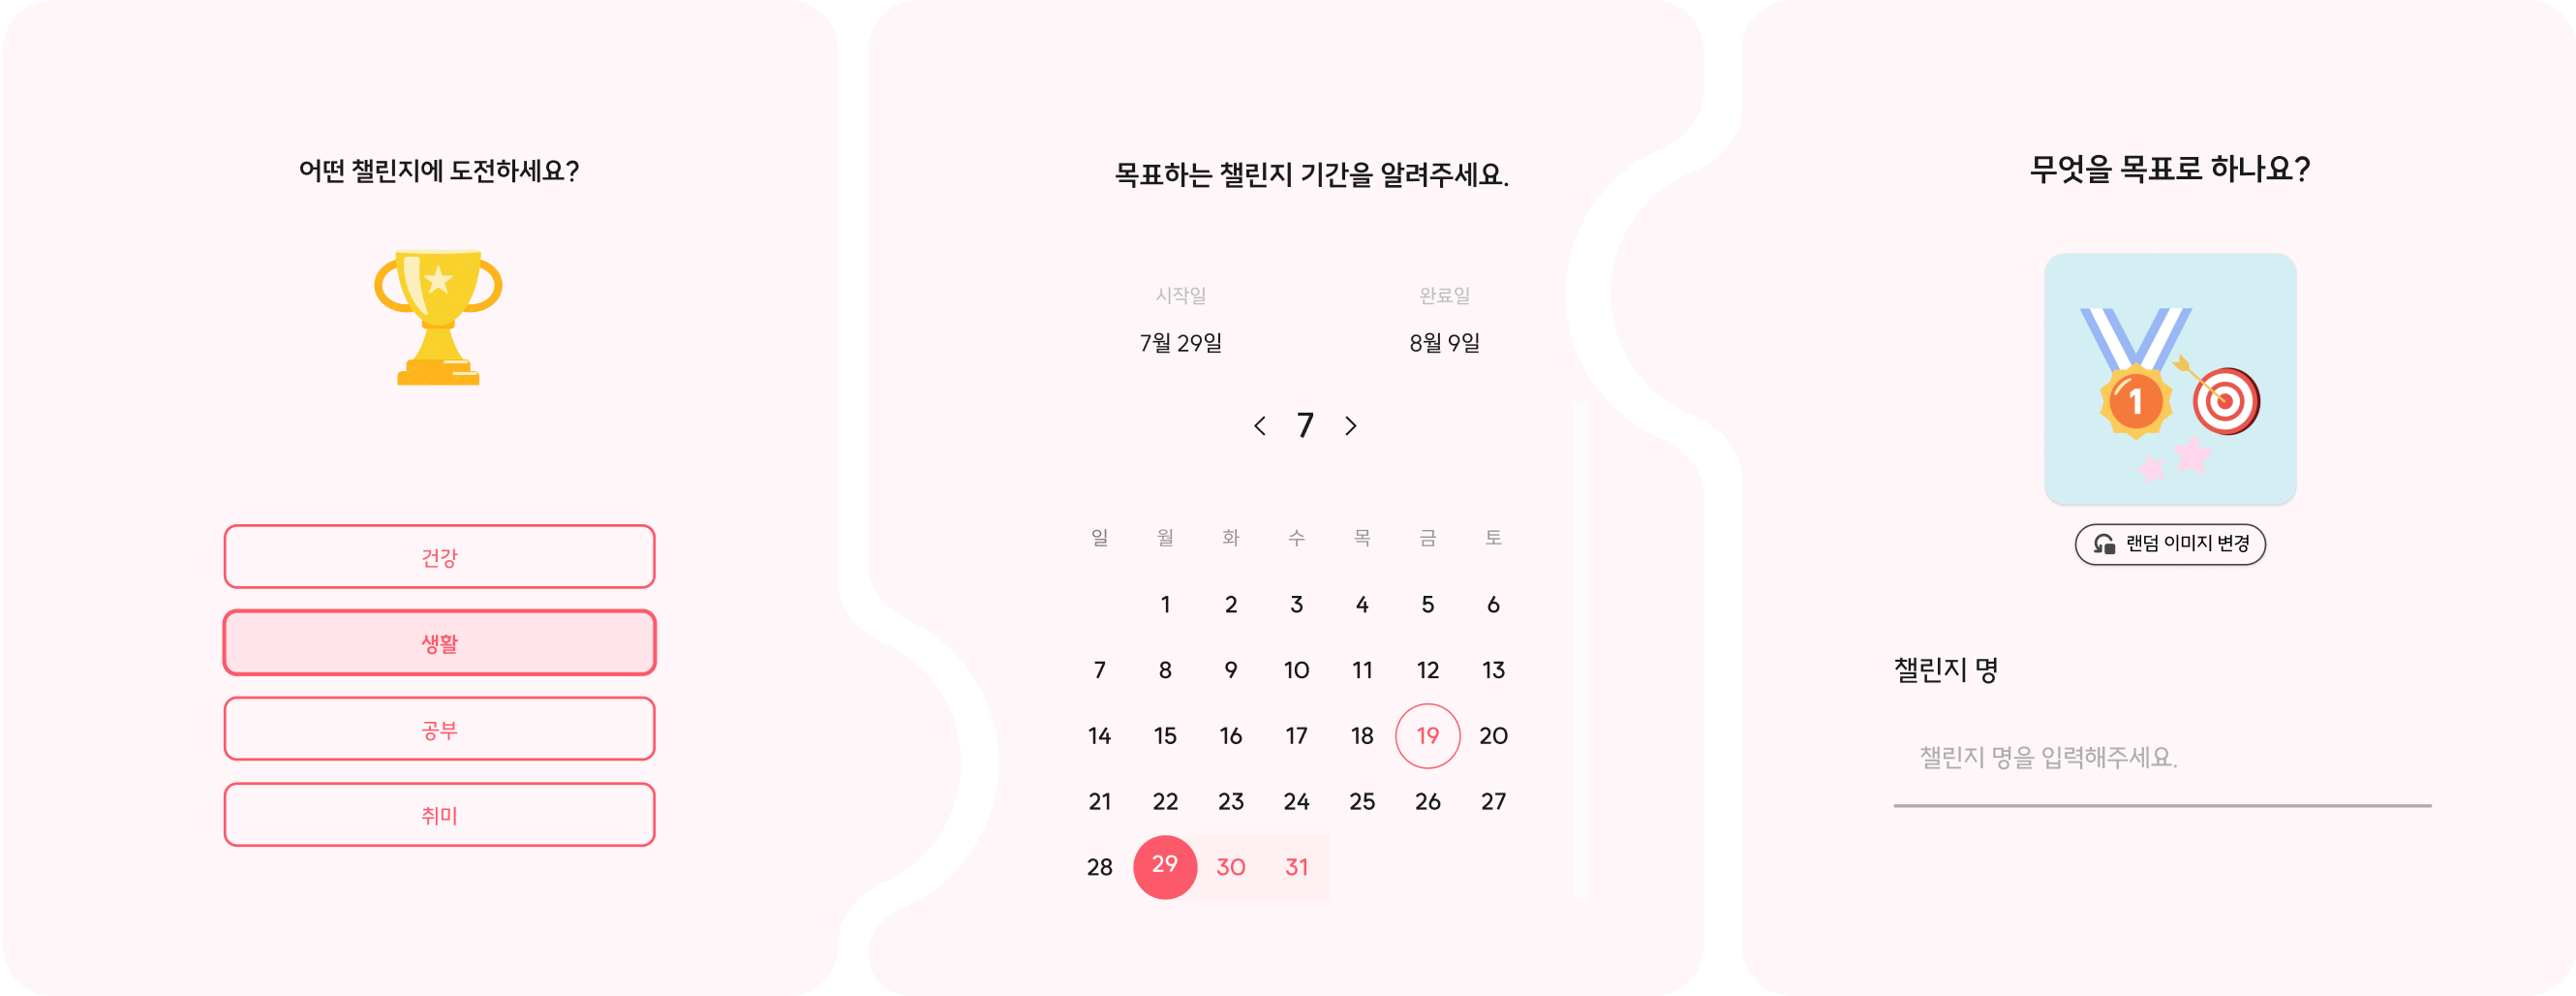 어떤 챌린지에 도전하세요?
건강
생활
공부
취미
목표하는 챌린지 기간을 알려주세요.
시작일 완료일
7월 29일 8월 9일
7
일 월 화 수 목 금 토
1 2 3 4 5 6
7 8 9 10 11 12 13
14 15 16 17 18 19 20
21 22 23 24 25 26 27
28 29 30 31
무엇을 목표로 하나요?
1
랜덤 이미지 변경
챌린지 명
챌린지 명을 입력해주세요.